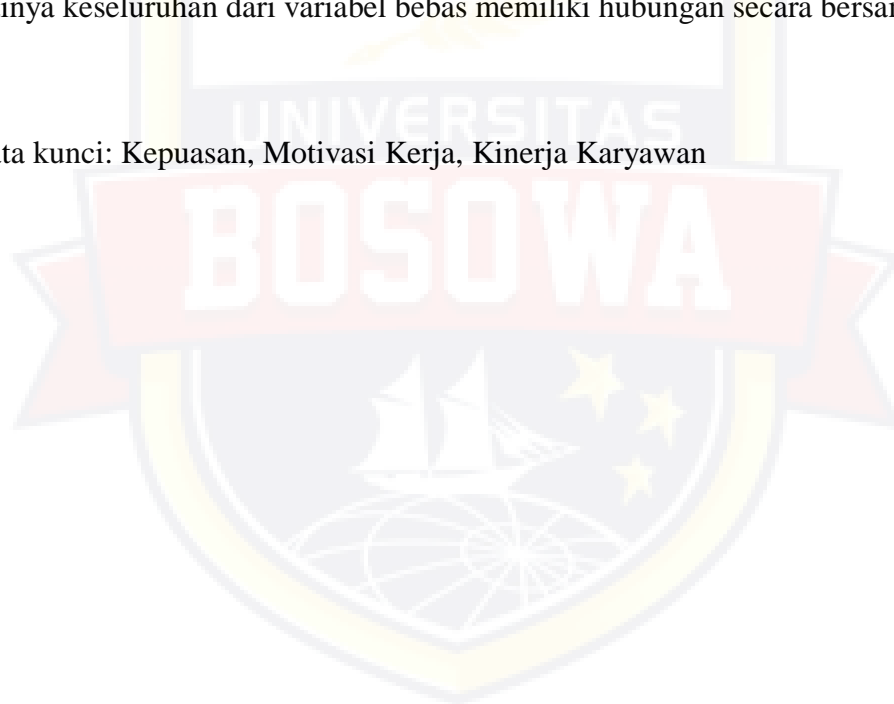 inya keseluruhan dari variabel bebas memiliki hubungan secara bersa
UNIVERSITAS
ta kunci: Kepuasan, Motivasi Kerja, Kinerja Karyawan
BOSOWA